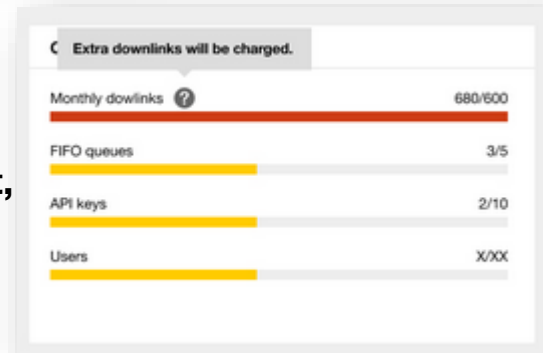 Extra downlinks will be charged.
Monthly dowlinks ? 680/600
FIFO queues 3/5
API keys 2/10
Users X/XX